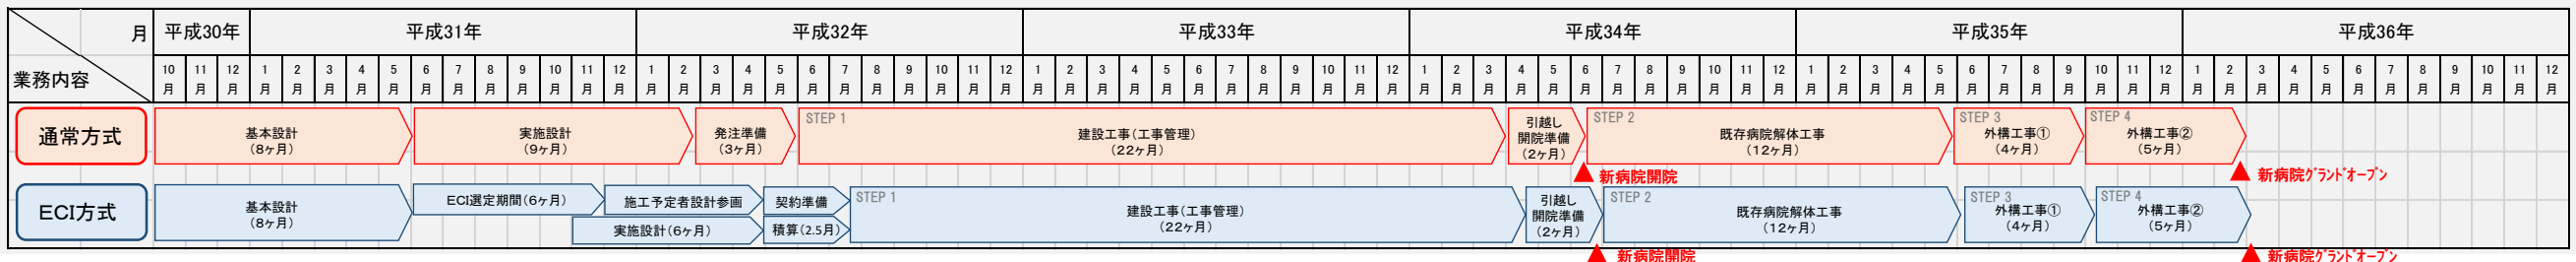 月
平成30年
平成31年
平成32年
平成33年
平成34年
平成35年
平成36年
業務内容
10月 11月 12月 1月 2月 3月 4月 5月 6月 7月 8月 9月 10月 11月 12月 1月 2月 3月 4月 5月 6月 7月 8月 9月 10月 11月 12月 1月 2月 3月 4月 5月 6月 7月 8月 9月 10月 11月 12月 1月 2月 3月 4月 5月 6月 7月 8月 9月 10月 11月 12月 1月 2月 3月 4月 5月 6月 7月 8月 9月 10月 11月 12月 1月 2月 3月 4月 5月 6月 7月 8月 9月 10月 11月 12月
通常方式
基本設計
（8ヶ月）
実施設計
（9ヶ月）
発注準備
（3ヶ月）
STEP 1
建設工事（工事管理）
（22ヶ月）
引越し
開院準備
（2ヶ月）
STEP 2
既存病院解体工事
（12ヶ月）
STEP 3
外構工事①
（4ヶ月）
STEP 4
外構工事②
（5ヶ月）
新病院開院
新病院グランドオープン
ECI方式
基本設計
（8ヶ月）
ECI選定期間（6ヶ月）
施工予定者設計参画
契約準備
実施設計（6ヶ月）
積算（2.5月）
STEP 1
建設工事（工事管理）
（22ヶ月）
引越し
開院準備
（2ヶ月）
STEP 2
既存病院解体工事
（12ヶ月）
STEP 3
外構工事①
（4ヶ月）
STEP 4
外構工事②
（5ヶ月）
新病院開院
新病院グランドオープン